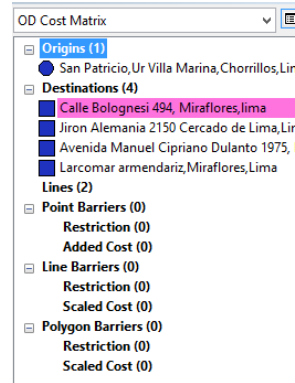 OD Cost Matrix
Origins (1)
San Patricio,Ur Villa Marina,Chorrillos,Lin
Destinations (4)
Calle Bolognesi 494, Miraflores,lima
Jiron Alemania 2150 Cercado de Lima,Lin
Avenida Manuel Cipriano Dulanto 1975,
Larcomar armendariz,Miraflores,Lima
Lines (2)
Point Barriers (0)
Restriction (0)
Added Cost (0)
Line Barriers (0)
Restriction (0)
Scaled Cost (0)
Polygon Barriers (0)
Restriction (0)
Scaled Cost (0)